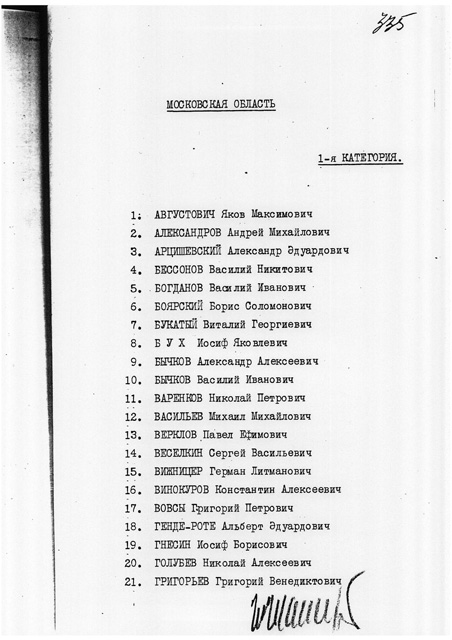 335
МОСКОВСКАЯ ОБЛАСТЬ
1-я КАТЕГОРИЯ.
1. АВГУСТОВИЧ Яков Максимович
2. АЛЕКСАНДРОВ Андрей Михайлович
3. АРЦИШЕВСКИЙ Александр Эдуардович
4. БЕССОНОВ Василий Никитович
5. БОГДАНОВ Василий Иванович
6. БОЯРСКИЙ Борис Соломонович
7. БУКАТЫЙ Виталий Георгиевич
8. Б У Х Иосиф Яковлевич
9. БЫЧКОВ Александр Алексеевич
10. БЫЧКОВ Василий Иванович
11. ВАРЕНКОВ Николай Петрович
12. ВАСИЛЬЕВ Михаил Михайлович
13. ВЕРКЛОВ Павел Ефимович
14. ВЕСЕЛКИН Сергей Васильевич
15. ВИЖНИЦЕР Герман Литманович
16. ВИНОКУРОВ Константин Алексеевич
17. ВОВСЫ Григорий Петрович
18. ГЕНДЕ-РОТЕ Альберт Эдуардович
19. ГНЕСИН Иосиф Борисович
20. ГОЛУБЕВ Николай Алексеевич
21. ГРИГОРЬЕВ Григорий Венедиктович